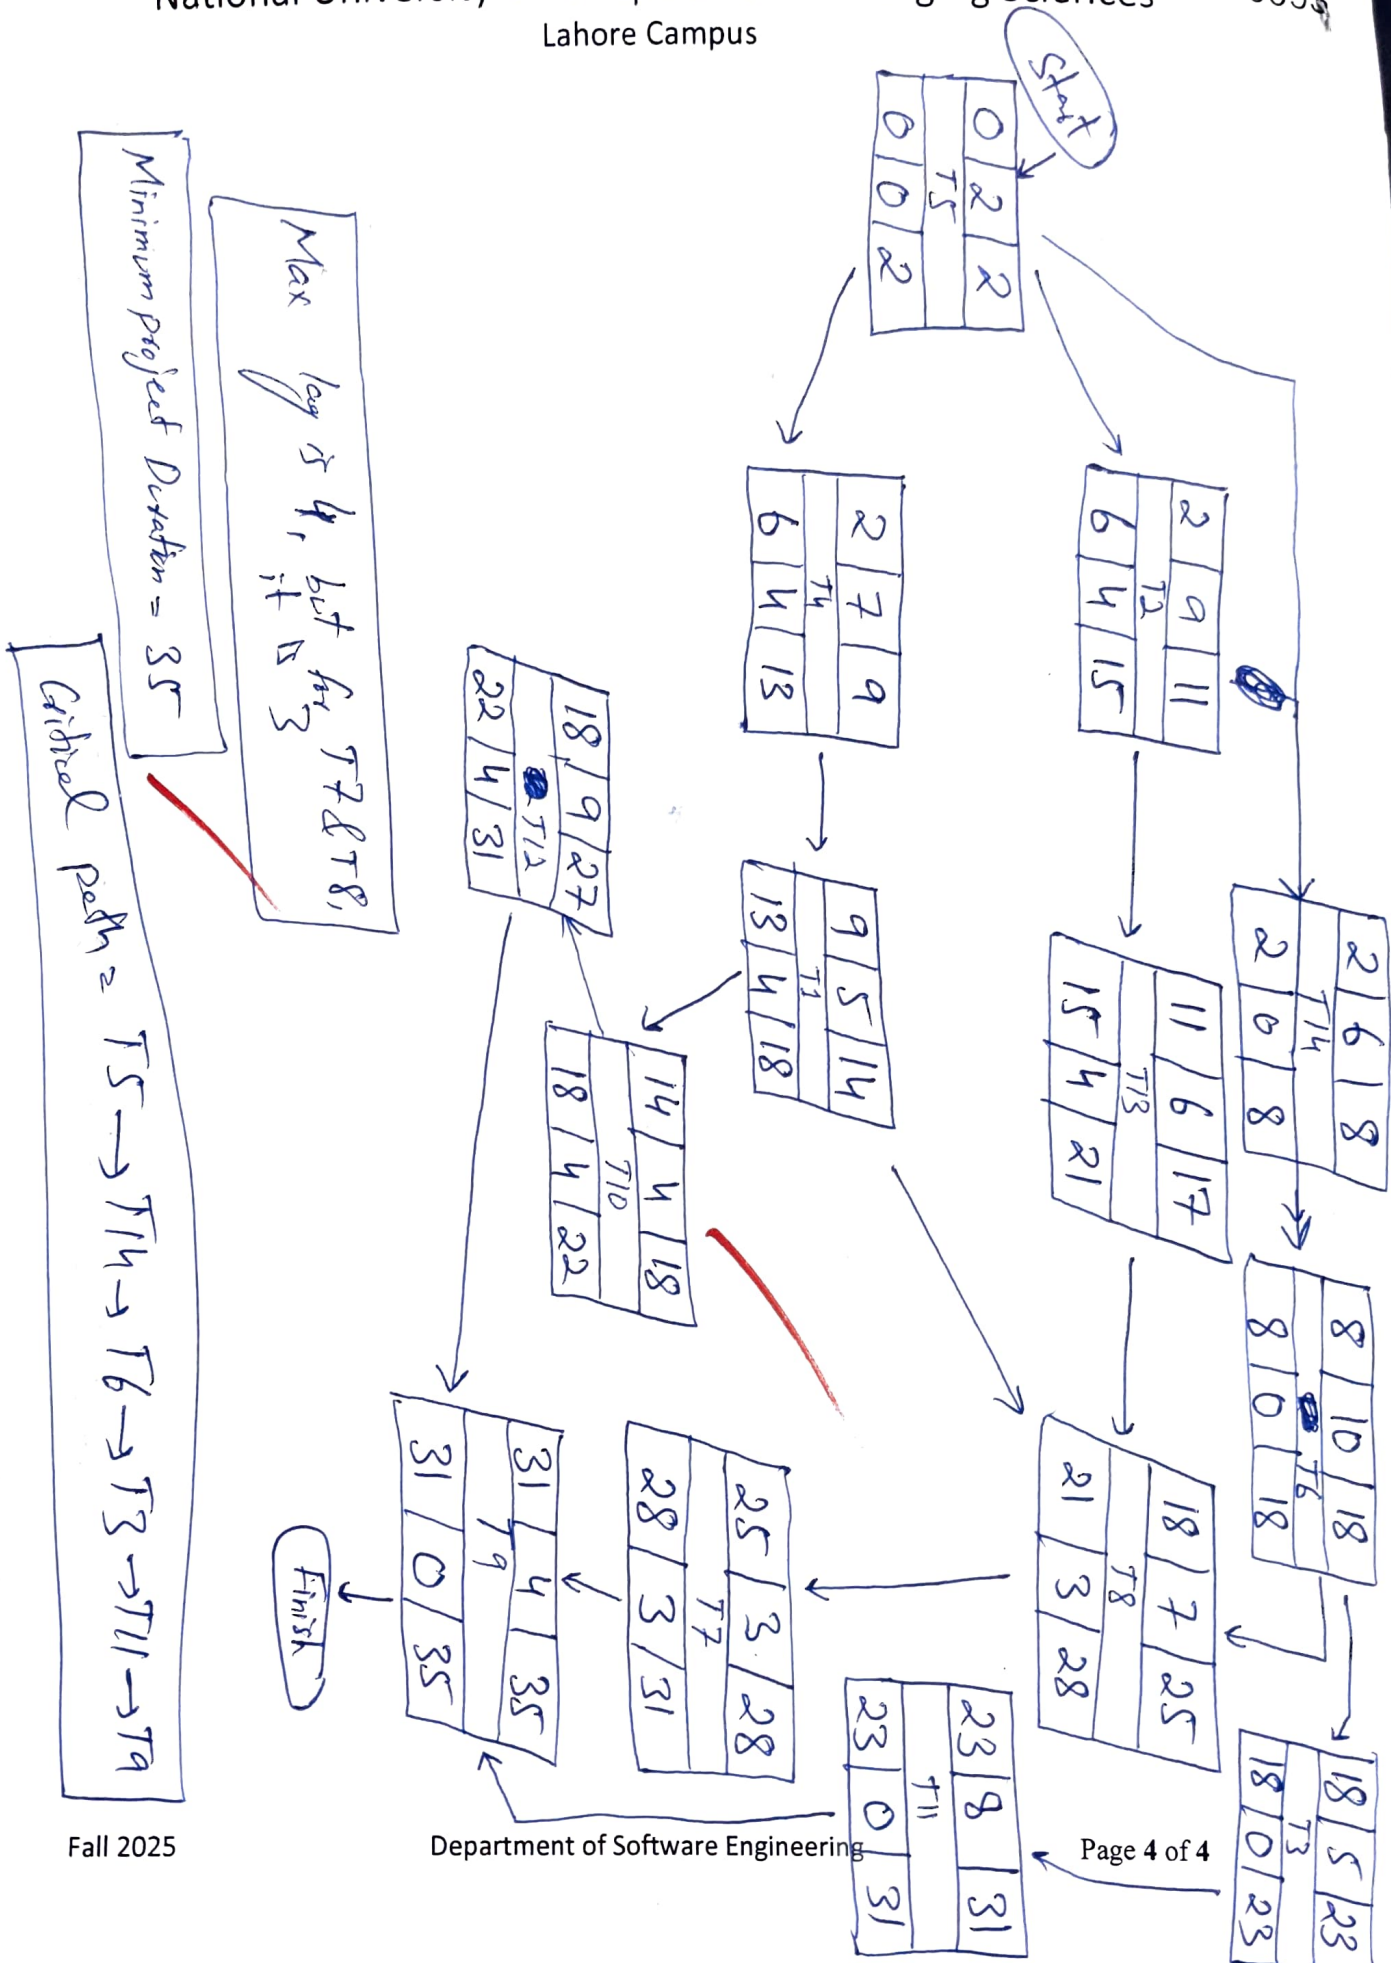 Lahore Campus
Start
0 | 2 | 2
T5
0 | 0 | 2
2 | 9 | 11
T2
6 | 4 | 15
2 | 7 | 9
T4
6 | 4 | 13
2 | 6 | 8
T14
2 | 0 | 8
11 | 6 | 17
T13
15 | 4 | 21
9 | 5 | 14
T1
13 | 4 | 18
14 | 4 | 18
T10
18 | 4 | 22
18 | 9 | 27
T12
22 | 4 | 31
8 | 10 | 18
T6
8 | 0 | 18
18 | 7 | 25
T8
21 | 3 | 28
18 | 5 | 23
T3
18 | 0 | 23
23 | 8 | 31
T11
23 | 0 | 31
25 | 3 | 28
T7
28 | 3 | 31
31 | 4 | 35
T9
31 | 0 | 35
Finish
Max lag is 4, but for T7 & T8,
it is 3
Minimum project Duration = 35
Critical path = T5 → T14 → T6 → T3 → T11 → T9
Fall 2025 Department of Software Engineering Page 4 of 4